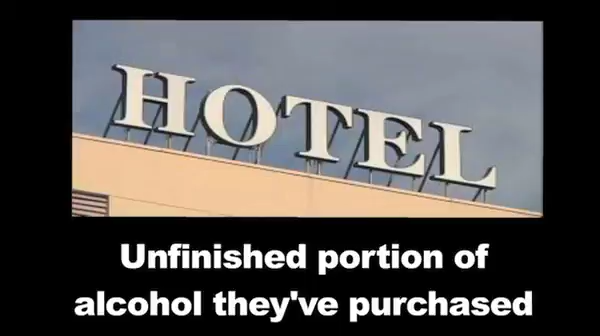 HOTEL
Unfinished portion of
alcohol they've purchased